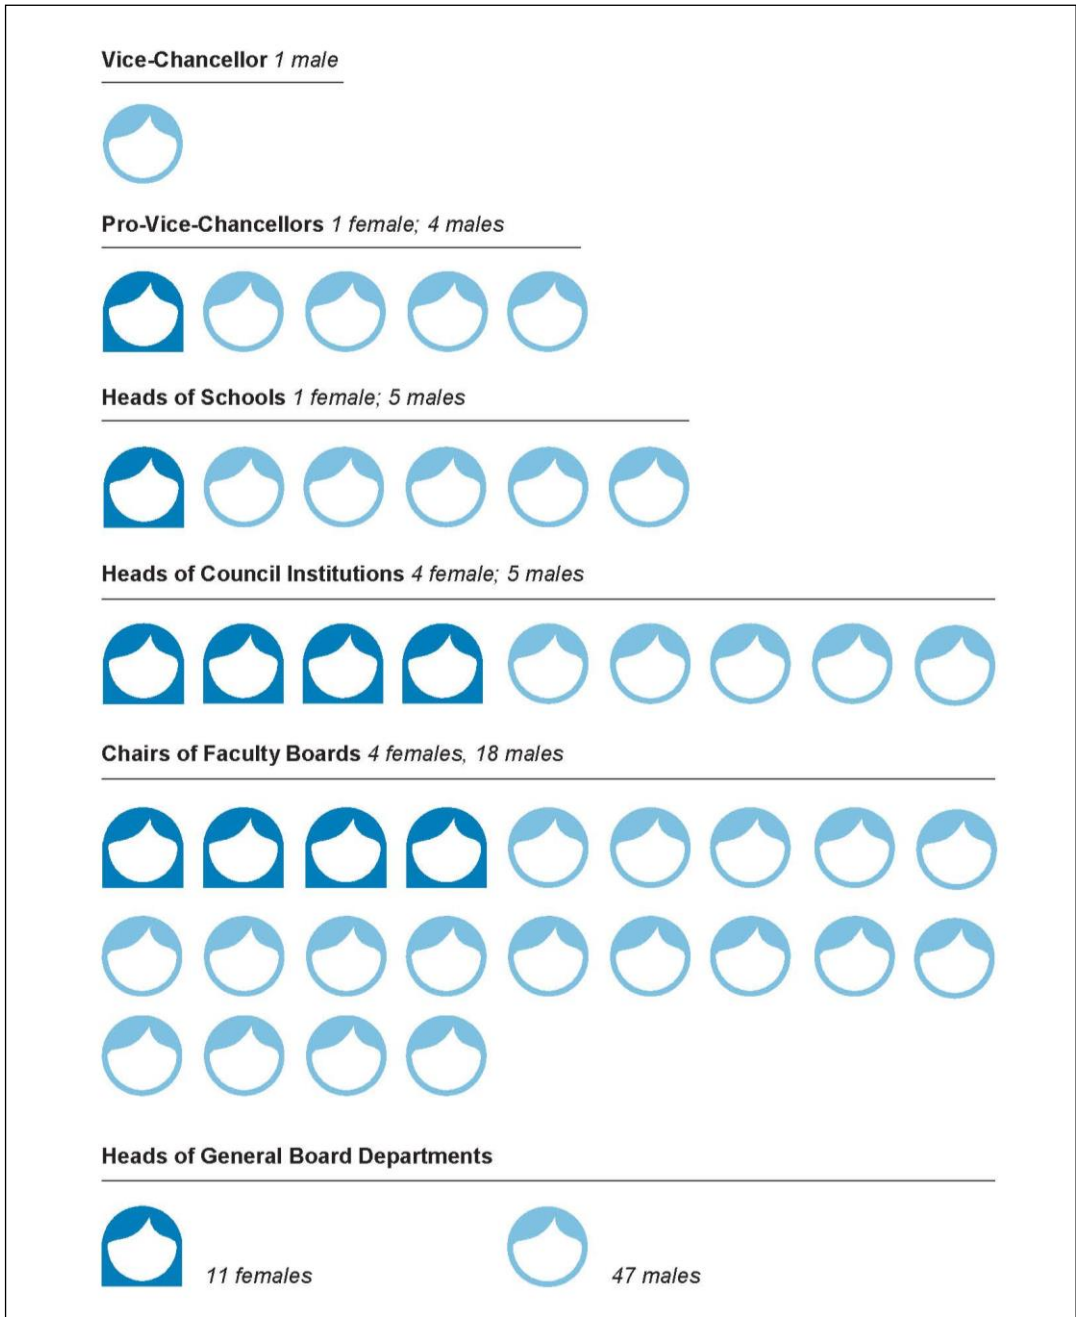 Vice-Chancellor 1 male
Pro-Vice-Chancellors 1 female; 4 males
Heads of Schools 1 female; 5 males
Heads of Council Institutions 4 female; 5 males
Chairs of Faculty Boards 4 females, 18 males
Heads of General Board Departments
11 females
47 males